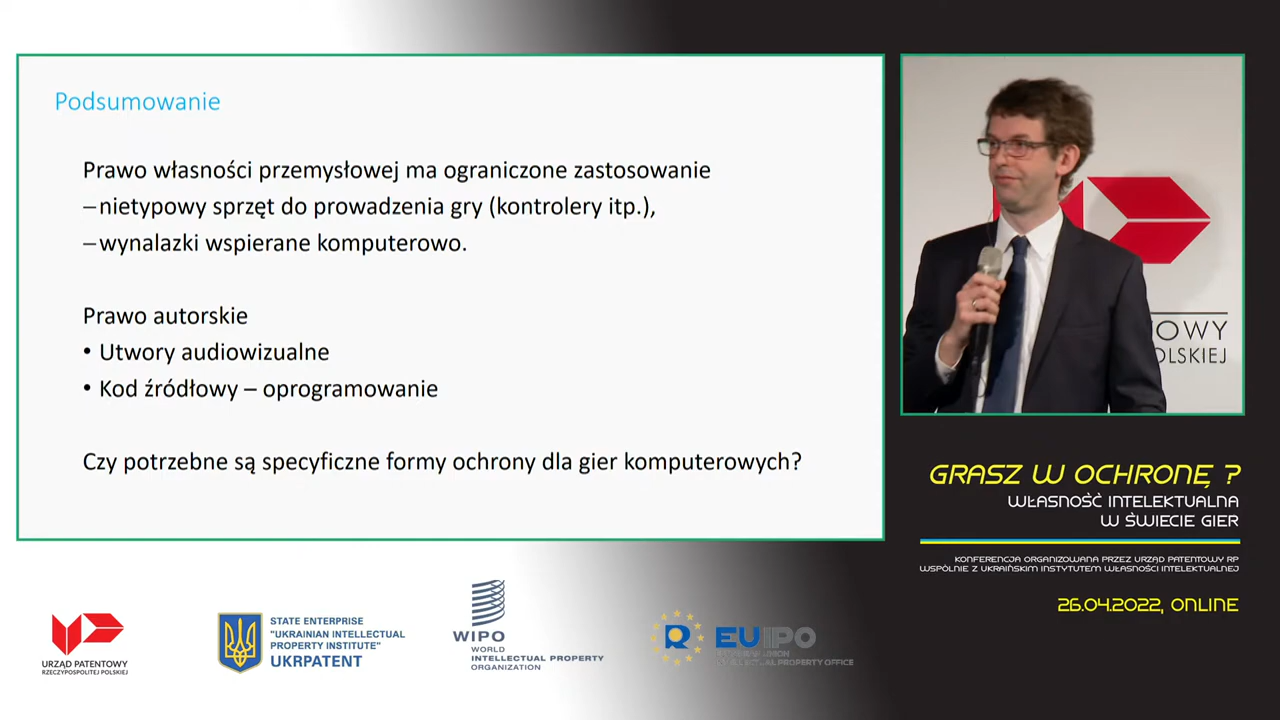 Podsumowanie
Prawo własności przemysłowej ma ograniczone zastosowanie
–nietypowy sprzęt do prowadzenia gry (kontrolery itp.),
–wynalazki wspierane komputerowo.
Prawo autorskie
• Utwory audiowizualne
• Kod źródłowy – oprogramowanie
Czy potrzebne są specyficzne formy ochrony dla gier komputerowych?
OWY
OLSKIEJ
GRASZ W OCHRONĘ ?
WŁASNOŚĆ INTELEKTUALNA
W ŚWIECIE GIER
KONFERENCJA ORGANIZOWANA PRZEZ URZĄD PATENTOWY RP
WSPÓLNIE Z UKRAIŃSKIM INSTYTUTEM WŁASNOŚCI INTELEKTUALNEJ
26.04.2022, ONLINE
URZĄD PATENTOWY
RZECZYPOSPOLITEJ POLSKIEJ
STATE ENTERPRISE
"UKRAINIAN INTELLECTUAL
PROPERTY INSTITUTE"
UKRPATENT
WIPO
WORLD
INTELLECTUAL PROPERTY
ORGANIZATION
EUIPO
INTELLECTUAL PROPERTY OFFICE